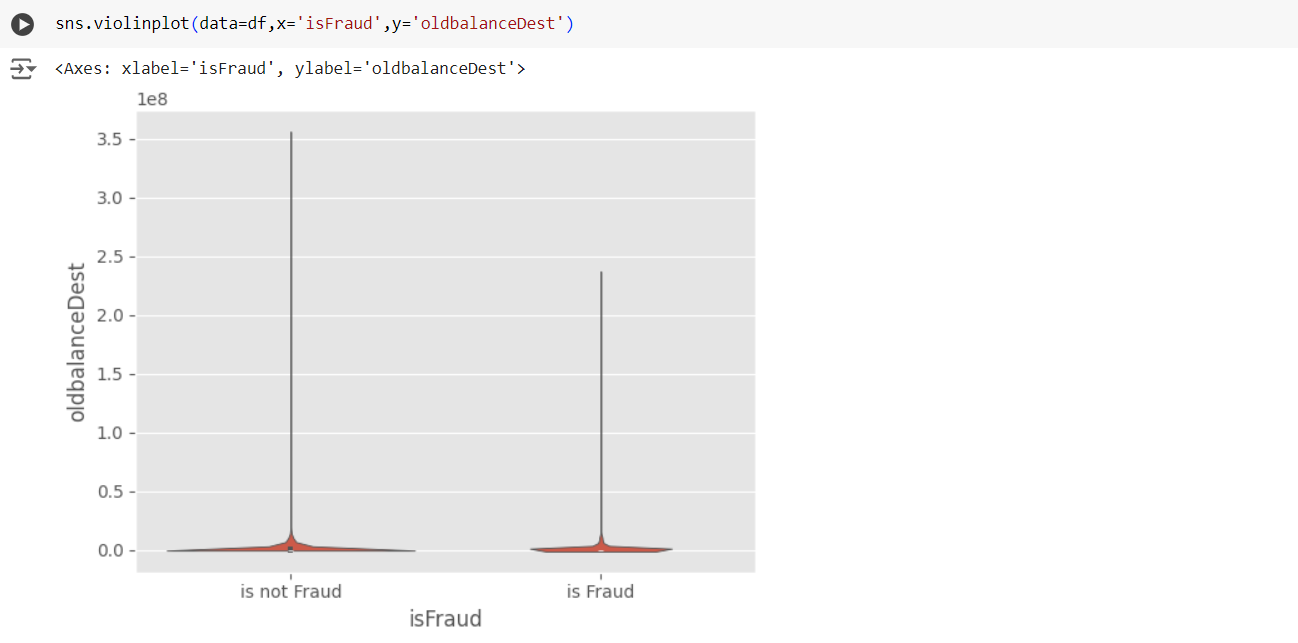 sns.violinplot(data=df,x='isFraud',y='oldbalanceDest')
<Axes: xlabel='isFraud', ylabel='oldbalanceDest'>
1e8
3.5
3.0
2.5
2.0
1.5
1.0
0.5
0.0
oldbalanceDest
is not Fraud is Fraud
isFraud